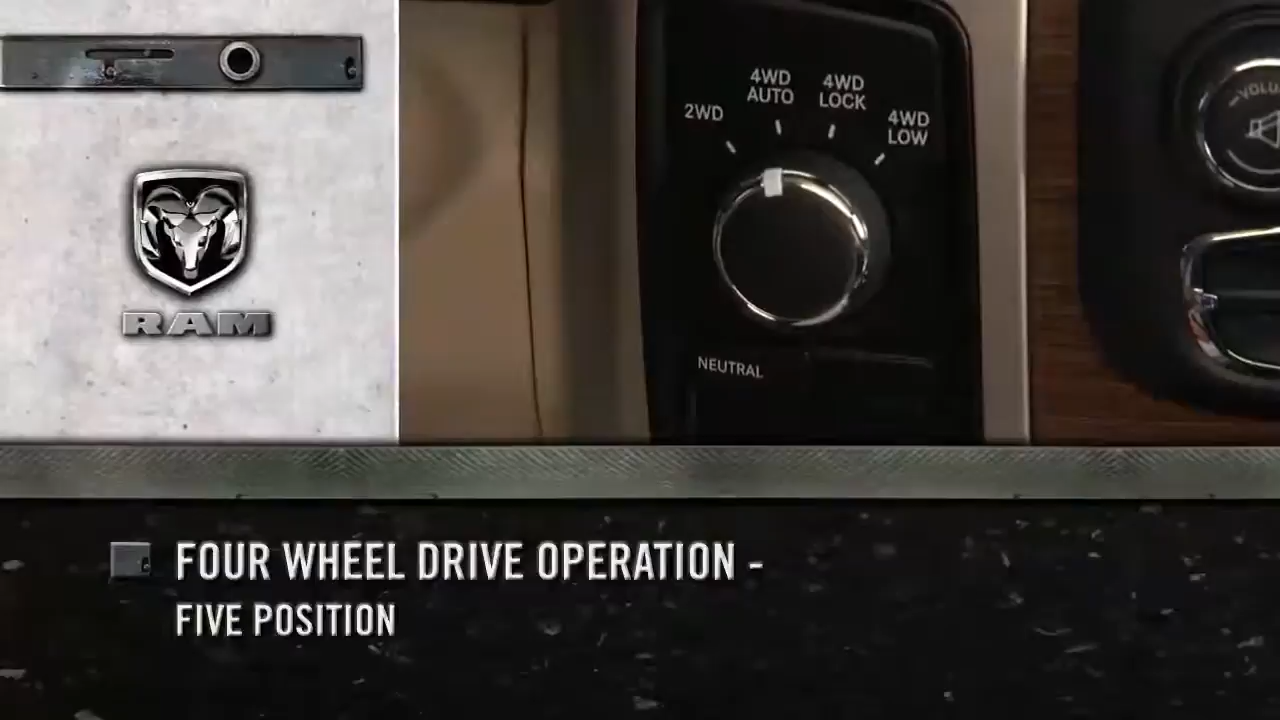 2WD
4WD
AUTO
4WD
LOCK
4WD
LOW
NEUTRAL
RAM
FOUR WHEEL DRIVE OPERATION -
FIVE POSITION